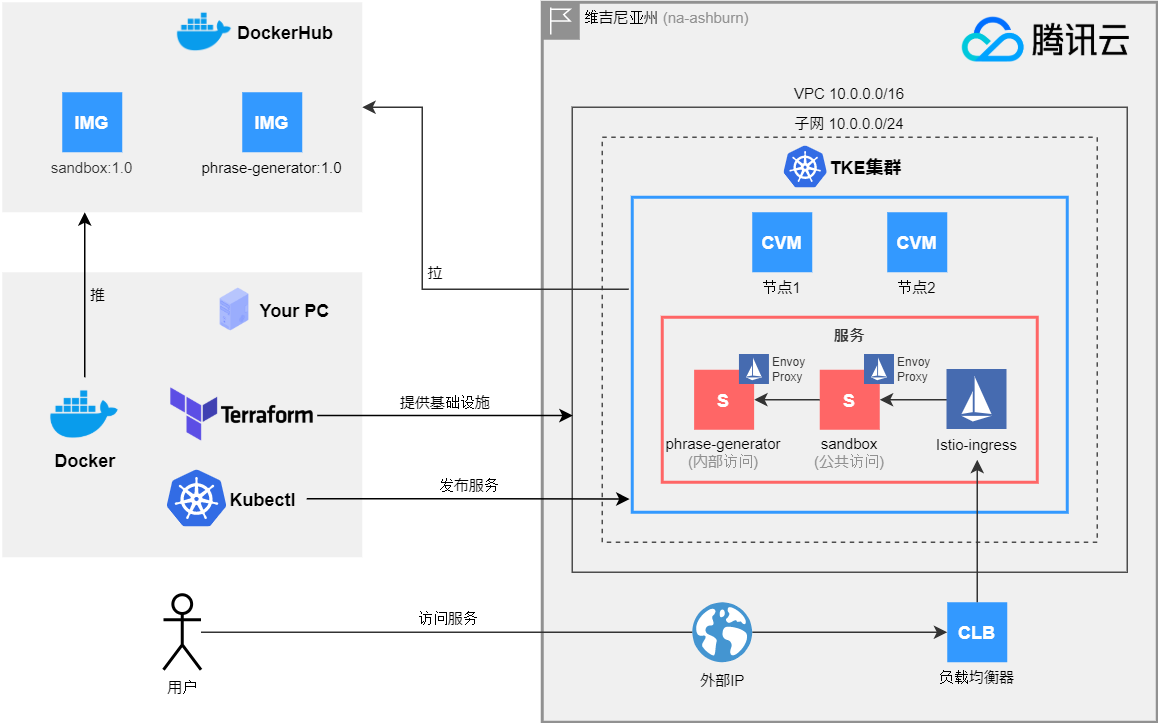 DockerHub
IMG
IMG
sandbox:1.0
phrase-generator:1.0
推
Your PC
Docker
Terraform
Kubectl
拉
提供基础设施
发布服务
维吉尼亚州 (na-ashburn)
腾讯云
VPC 10.0.0.0/16
子网 10.0.0.0/24
TKE集群
CVM
CVM
节点1
节点2
服务
Envoy
Proxy
Envoy
Proxy
S
S
phrase-generator
(内部访问)
sandbox
(公共访问)
Istio-ingress
用户
访问服务
外部IP
CLB
负载均衡器